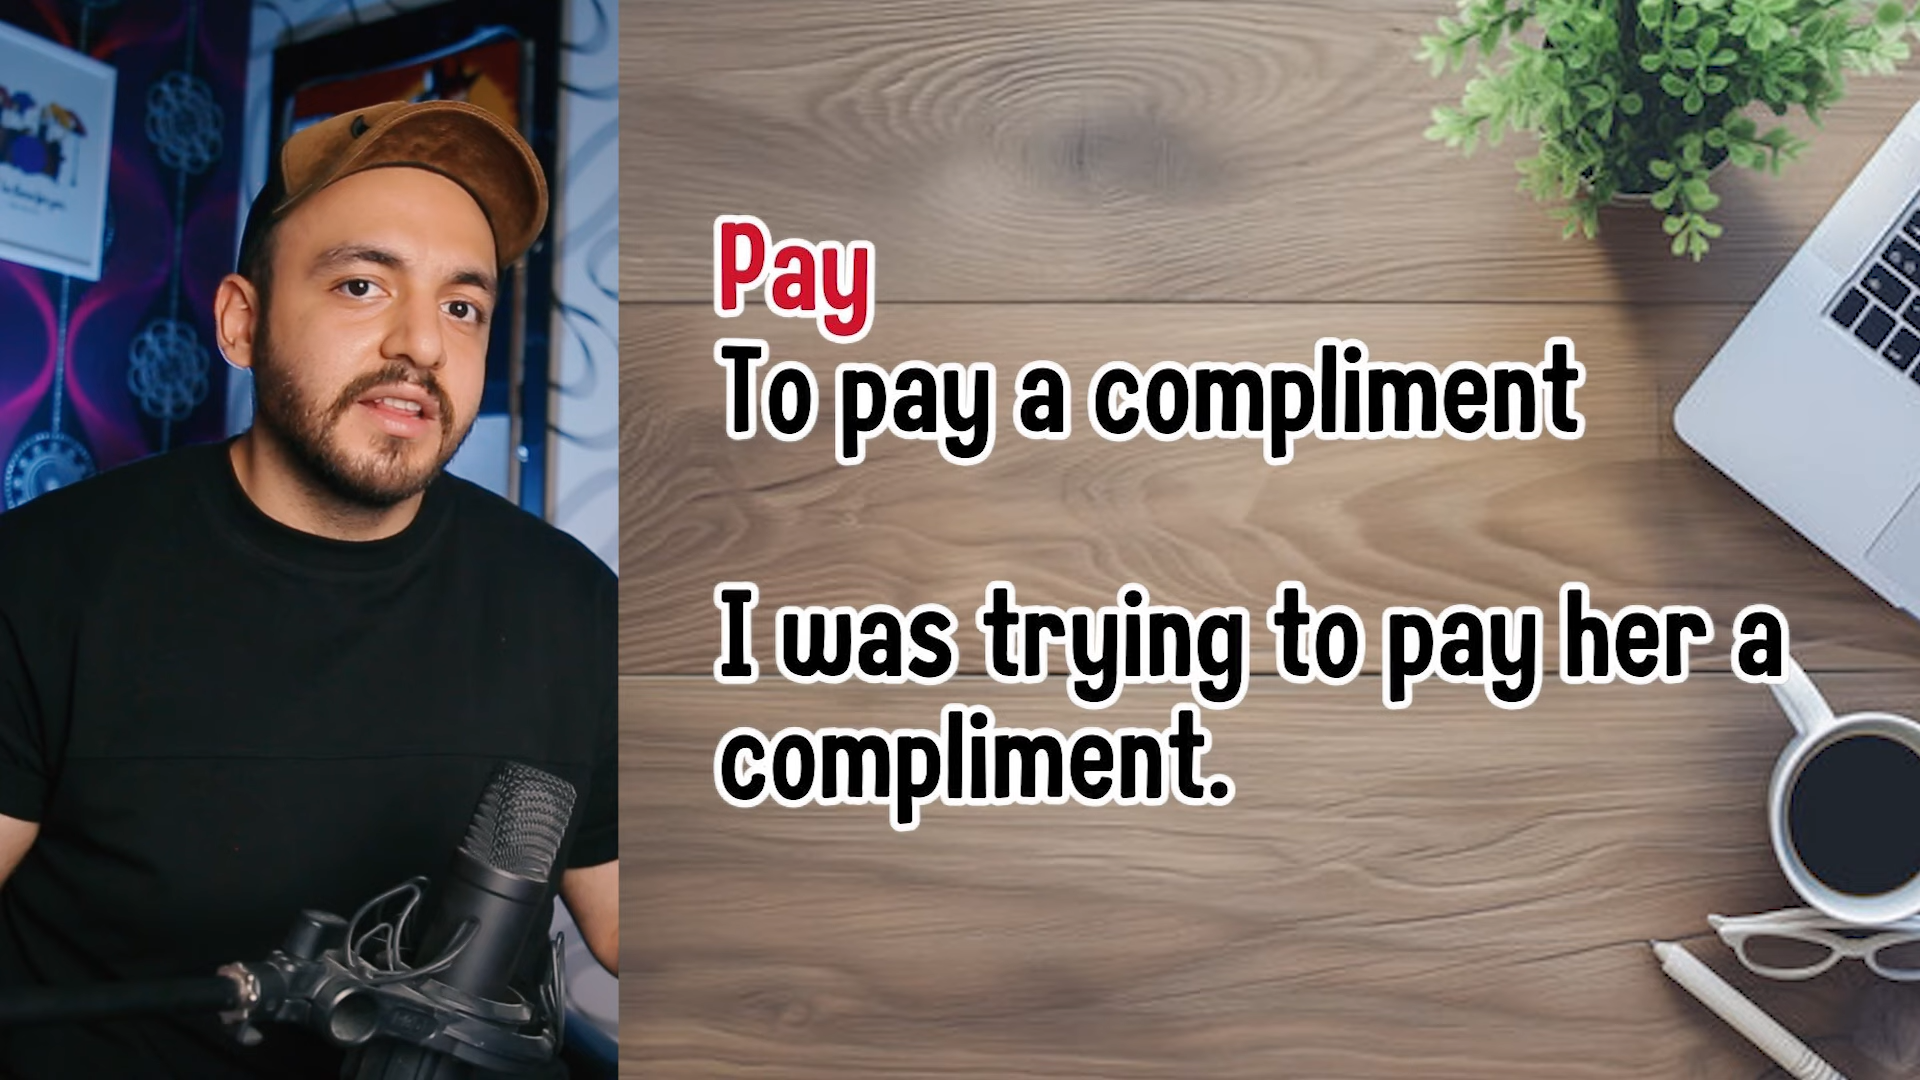 Pay
To pay a compliment
I was trying to pay her a
compliment.